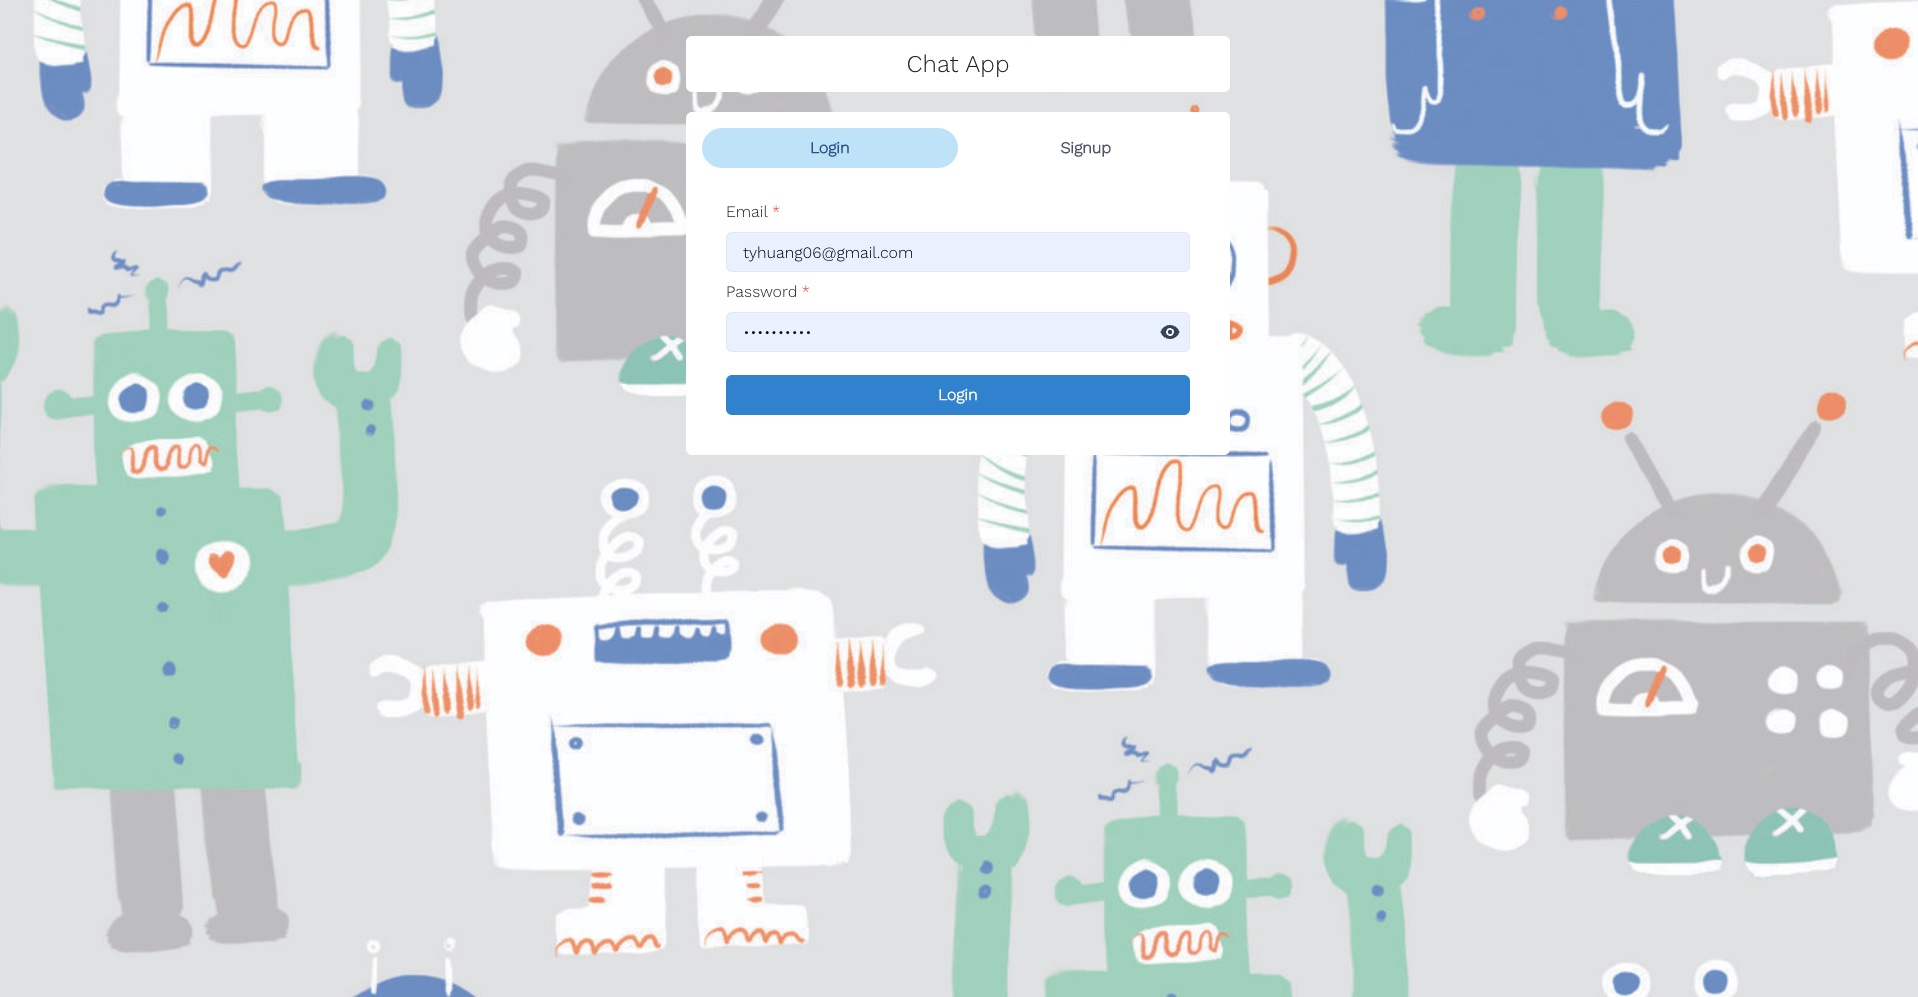 Chat App
Login
Signup
Email *
tyhuang06@gmail.com
Password *
••••••••••
Login